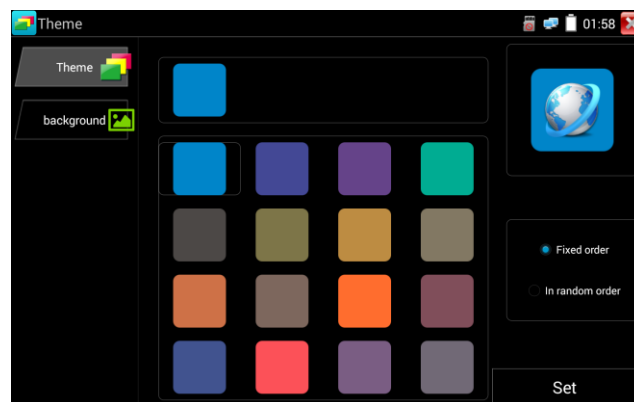 Theme
01:58
Theme
background
Fixed order
In random order
Set